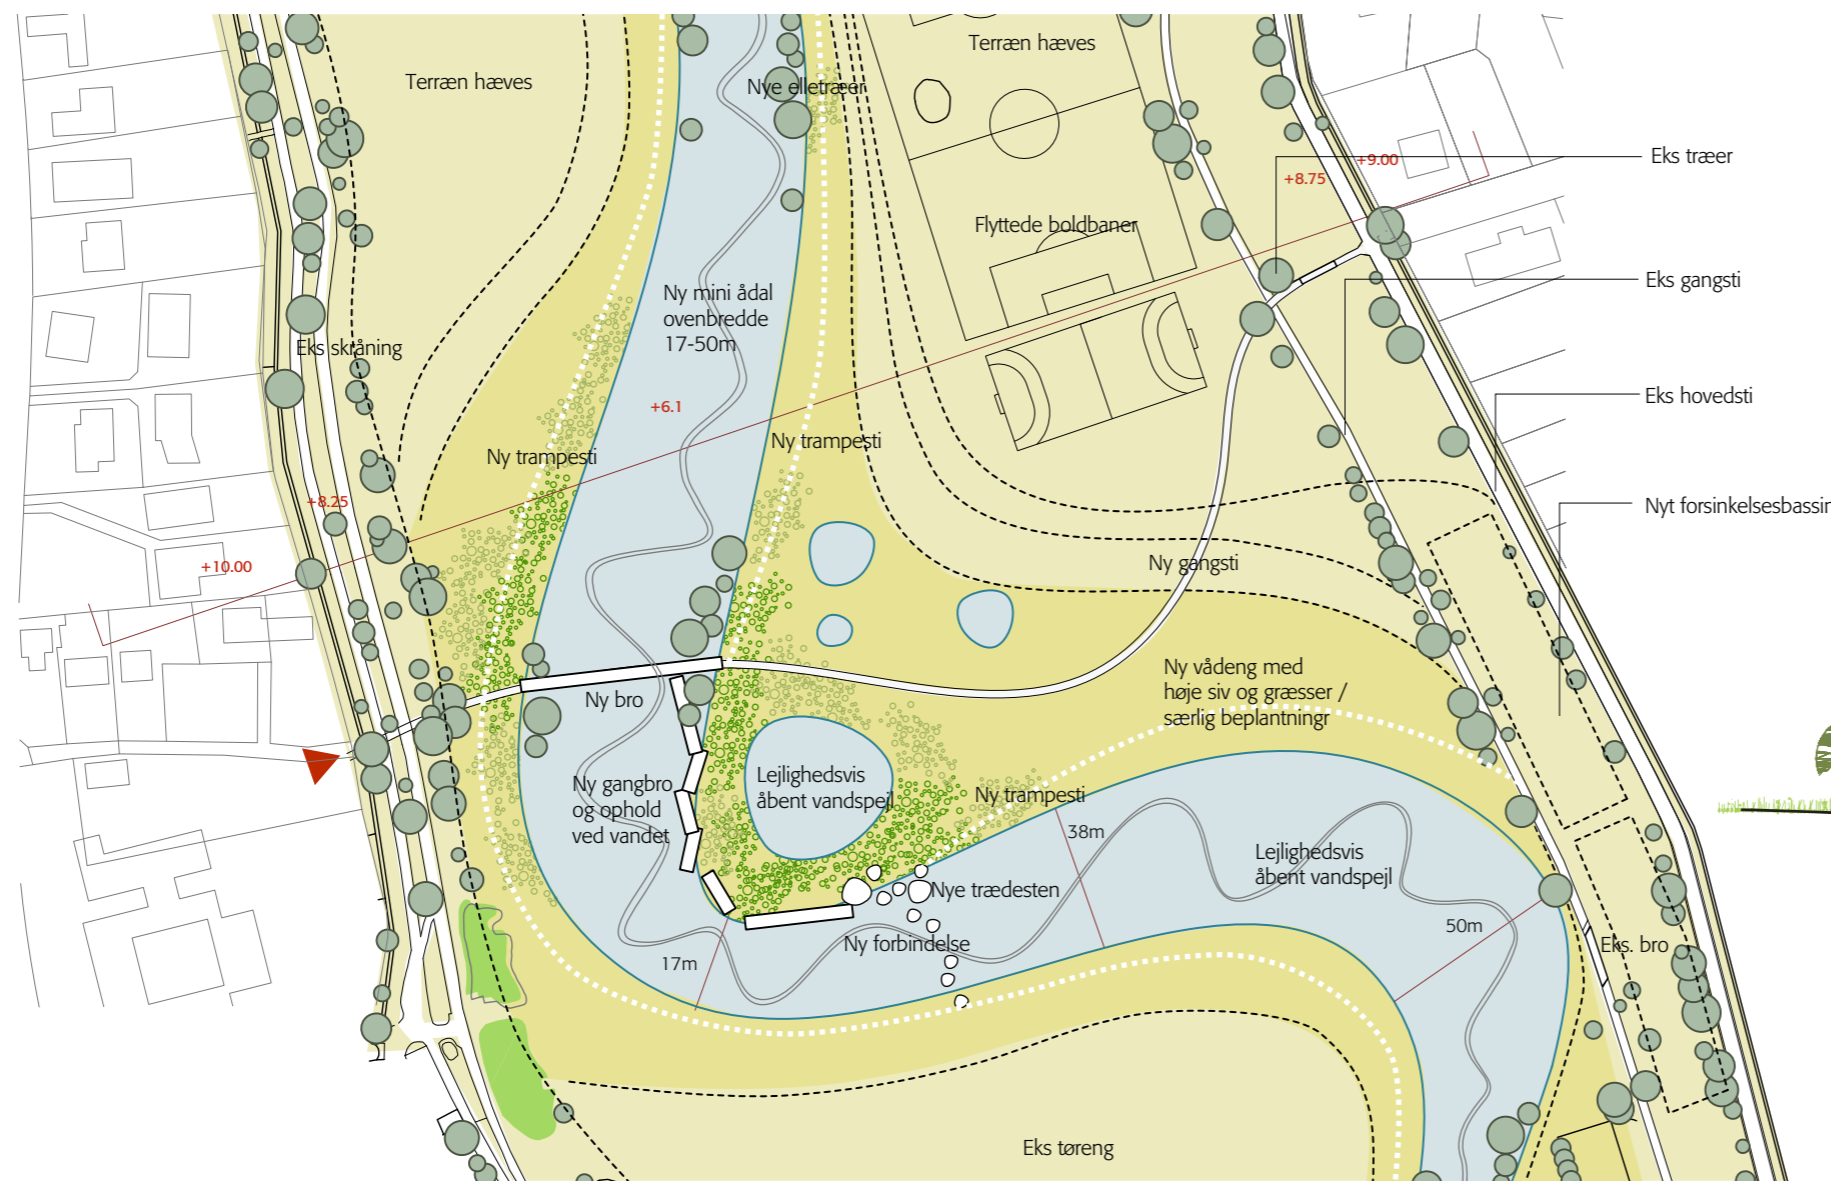 Terræn hæves
Terræn hæves
Nye elletræer
Eks træer
+9.00
+8.75
Flyttede boldbaner
Eks gangsti
Ny mini ådal
ovenbredde
17-50m
Eks skråning
Eks hovedsti
+6.1
Ny trampesti
Ny trampesti
+8.25
Nyt forsinkelsesbassin
+10.00
Ny gangsti
Ny vådeng med
høje siv og græsser /
særlig beplantningr
Ny bro
Lejlighedsvis
åbent vandspejl
Ny gangbro
og ophold
ved vandet
Ny trampesti
38m
Lejlighedsvis
åbent vandspejl
Nye trædesten
50m
Ny forbindelse
Eks. bro
17m
Eks tøreng